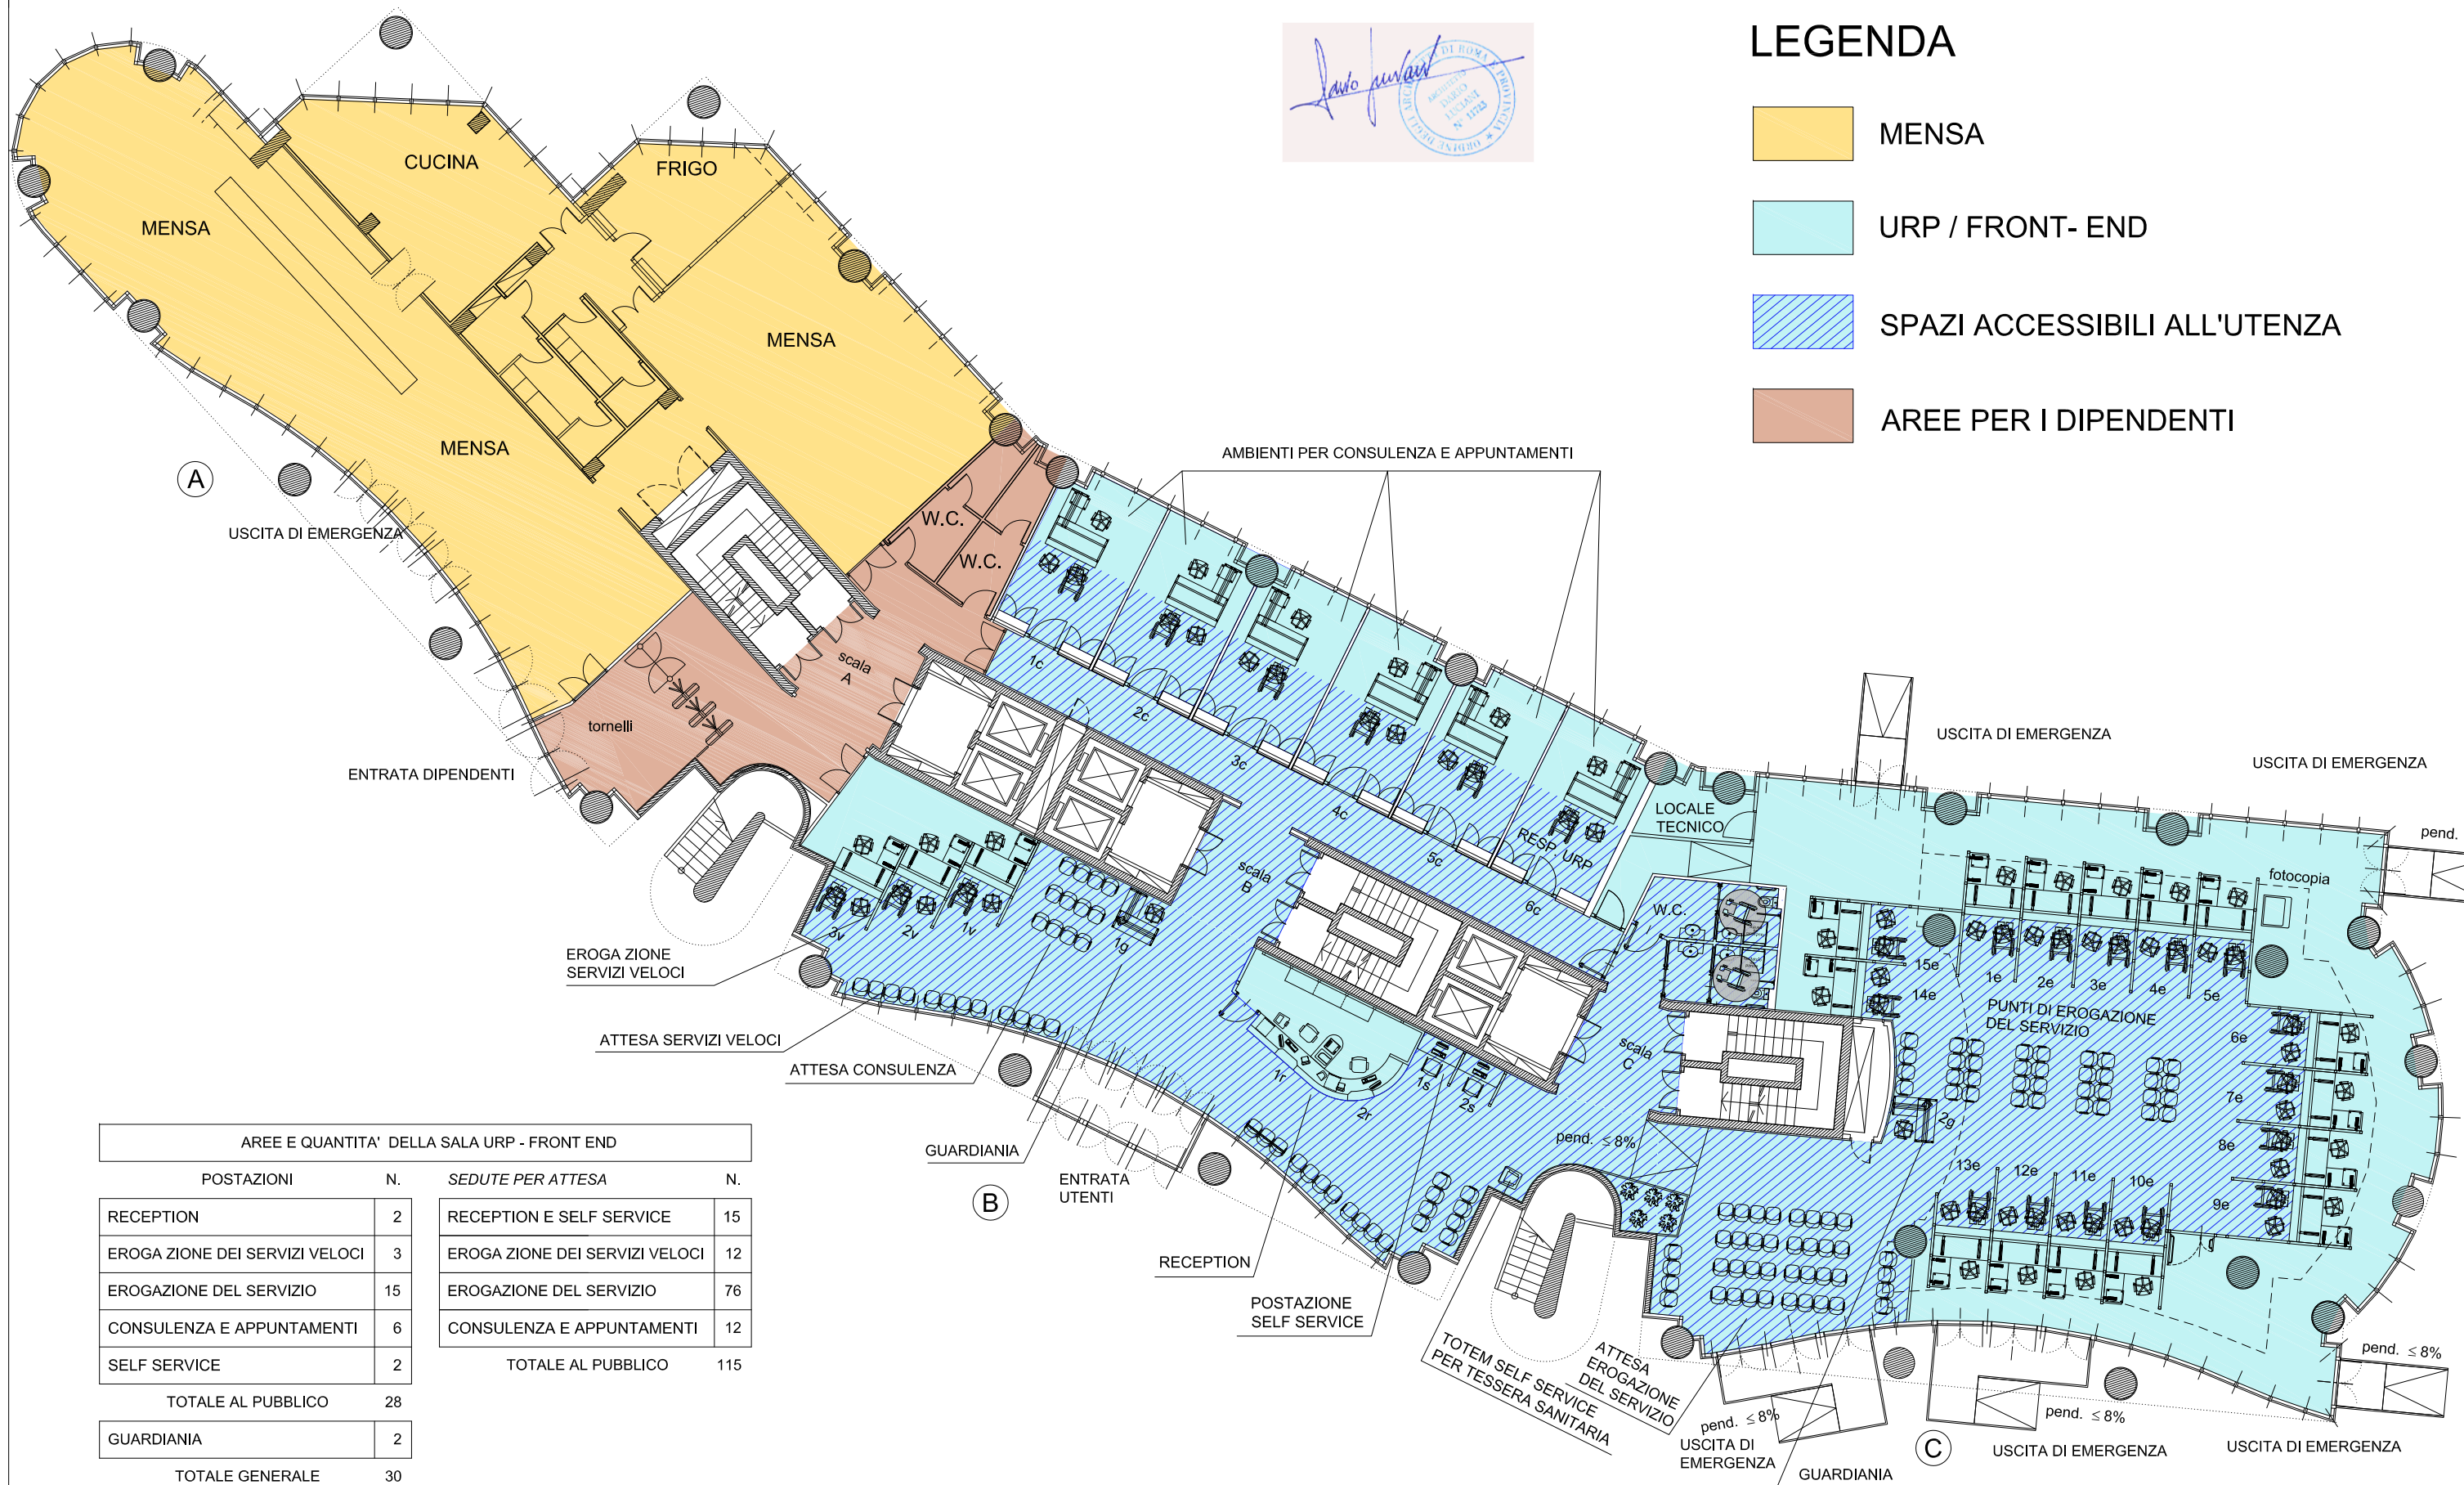 LEGENDA
MENSA
URP / FRONT- END
SPAZI ACCESSIBILI ALL'UTENZA
AREE PER I DIPENDENTI
ORDINE DEGLI ARCHITETTI DI ROMA E PROVINCIA
ARCHITETTO
DARIO
LUCIANI
CUCINA
FRIGO
MENSA
MENSA
MENSA
A
USCITA DI EMERGENZA
W.C.
W.C.
scala
A
tornelli
ENTRATA DIPENDENTI
AMBIENTI PER CONSULENZA E APPUNTAMENTI
1c
2c
3c
4c
5c
6c
RESP. URP
LOCALE
TECNICO
USCITA DI EMERGENZA
USCITA DI EMERGENZA
pend.
fotocopia
W.C.
scala
B
3v
2v
1v
1g
EROGA ZIONE
SERVIZI VELOCI
ATTESA SERVIZI VELOCI
ATTESA CONSULENZA
GUARDIANIA
B
ENTRATA
UTENTI
1r
2r
1s
2s
scala
C
RECEPTION
POSTAZIONE
SELF SERVICE
pend. ≤ 8%
TOTEM SELF SERVICE
PER TESSERA SANITARIA
ATTESA
EROGAZIONE
DEL SERVIZIO
15e
14e
1e
2e
3e
4e
5e
PUNTI DI EROGAZIONE
DEL SERVIZIO
6e
7e
8e
9e
10e
11e
12e
13e
2g
pend. ≤ 8%
USCITA DI
EMERGENZA
GUARDIANIA
C
pend. ≤ 8%
USCITA DI EMERGENZA
pend. ≤ 8%
USCITA DI EMERGENZA
AREE E QUANTITA' DELLA SALA URP - FRONT END
POSTAZIONI N. SEDUTE PER ATTESA N.
RECEPTION 2 RECEPTION E SELF SERVICE 15
EROGA ZIONE DEI SERVIZI VELOCI 3 EROGA ZIONE DEI SERVIZI VELOCI 12
EROGAZIONE DEL SERVIZIO 15 EROGAZIONE DEL SERVIZIO 76
CONSULENZA E APPUNTAMENTI 6 CONSULENZA E APPUNTAMENTI 12
SELF SERVICE 2 TOTALE AL PUBBLICO 115
TOTALE AL PUBBLICO 28
GUARDIANIA 2
TOTALE GENERALE 30